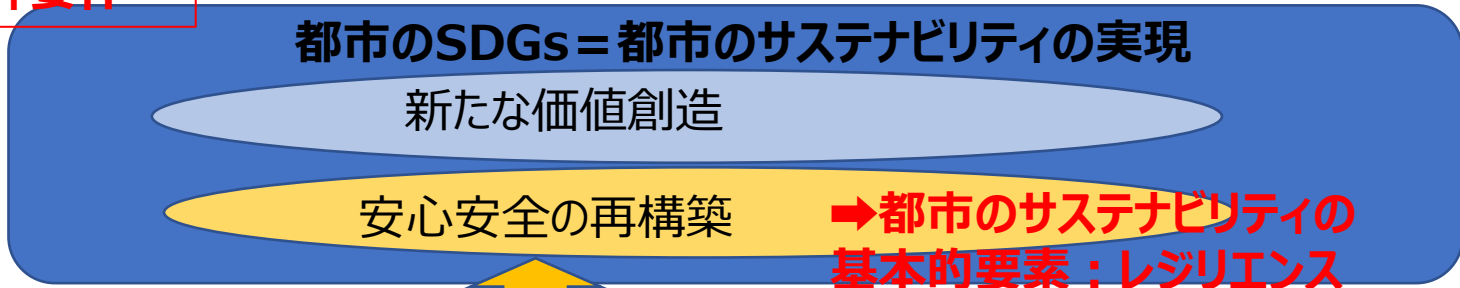 都市のSDGs＝都市のサステナビリティの実現
新たな価値創造
安心安全の再構築
➡都市のサステナビリティの
基本的要素：レジリエンス